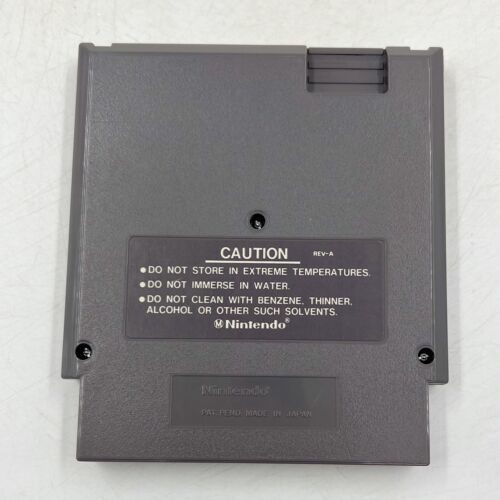 CAUTION REV-A
●DO NOT STORE IN EXTREME TEMPERATURES.
●DO NOT IMMERSE IN WATER.
●DO NOT CLEAN WITH BENZENE, THINNER,
ALCOHOL OR OTHER SUCH SOLVENTS.
Ⓜ Nintendo®
Nintendo®
PAT. PEND. MADE IN JAPAN